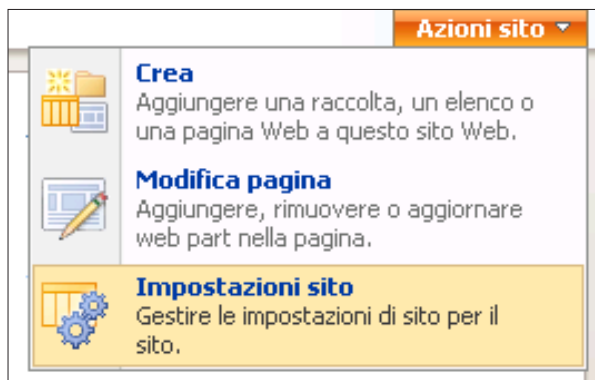 Azioni sito
Crea
Aggiungere una raccolta, un elenco o
una pagina Web a questo sito Web.
Modifica pagina
Aggiungere, rimuovere o aggiornare
web part nella pagina.
Impostazioni sito
Gestire le impostazioni di sito per il
sito.